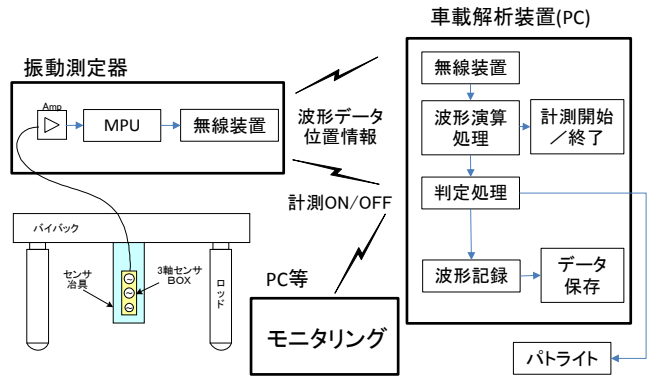 車載解析装置(PC)
振動測定器
Amp
MPU
無線装置
波形データ
位置情報
無線装置
波形演算
処理
計測開始
／終了
計測ON/OFF
判定処理
バイバック
センサ
冶具
3軸センサ
BOX
ロッド
PC等
モニタリング
波形記録
データ
保存
パトライト